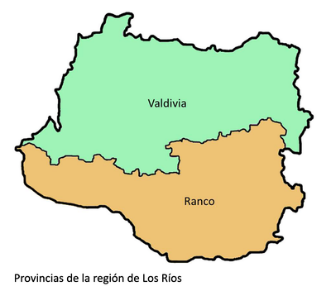 Valdivia
Ranco
Provincias de la región de Los Ríos